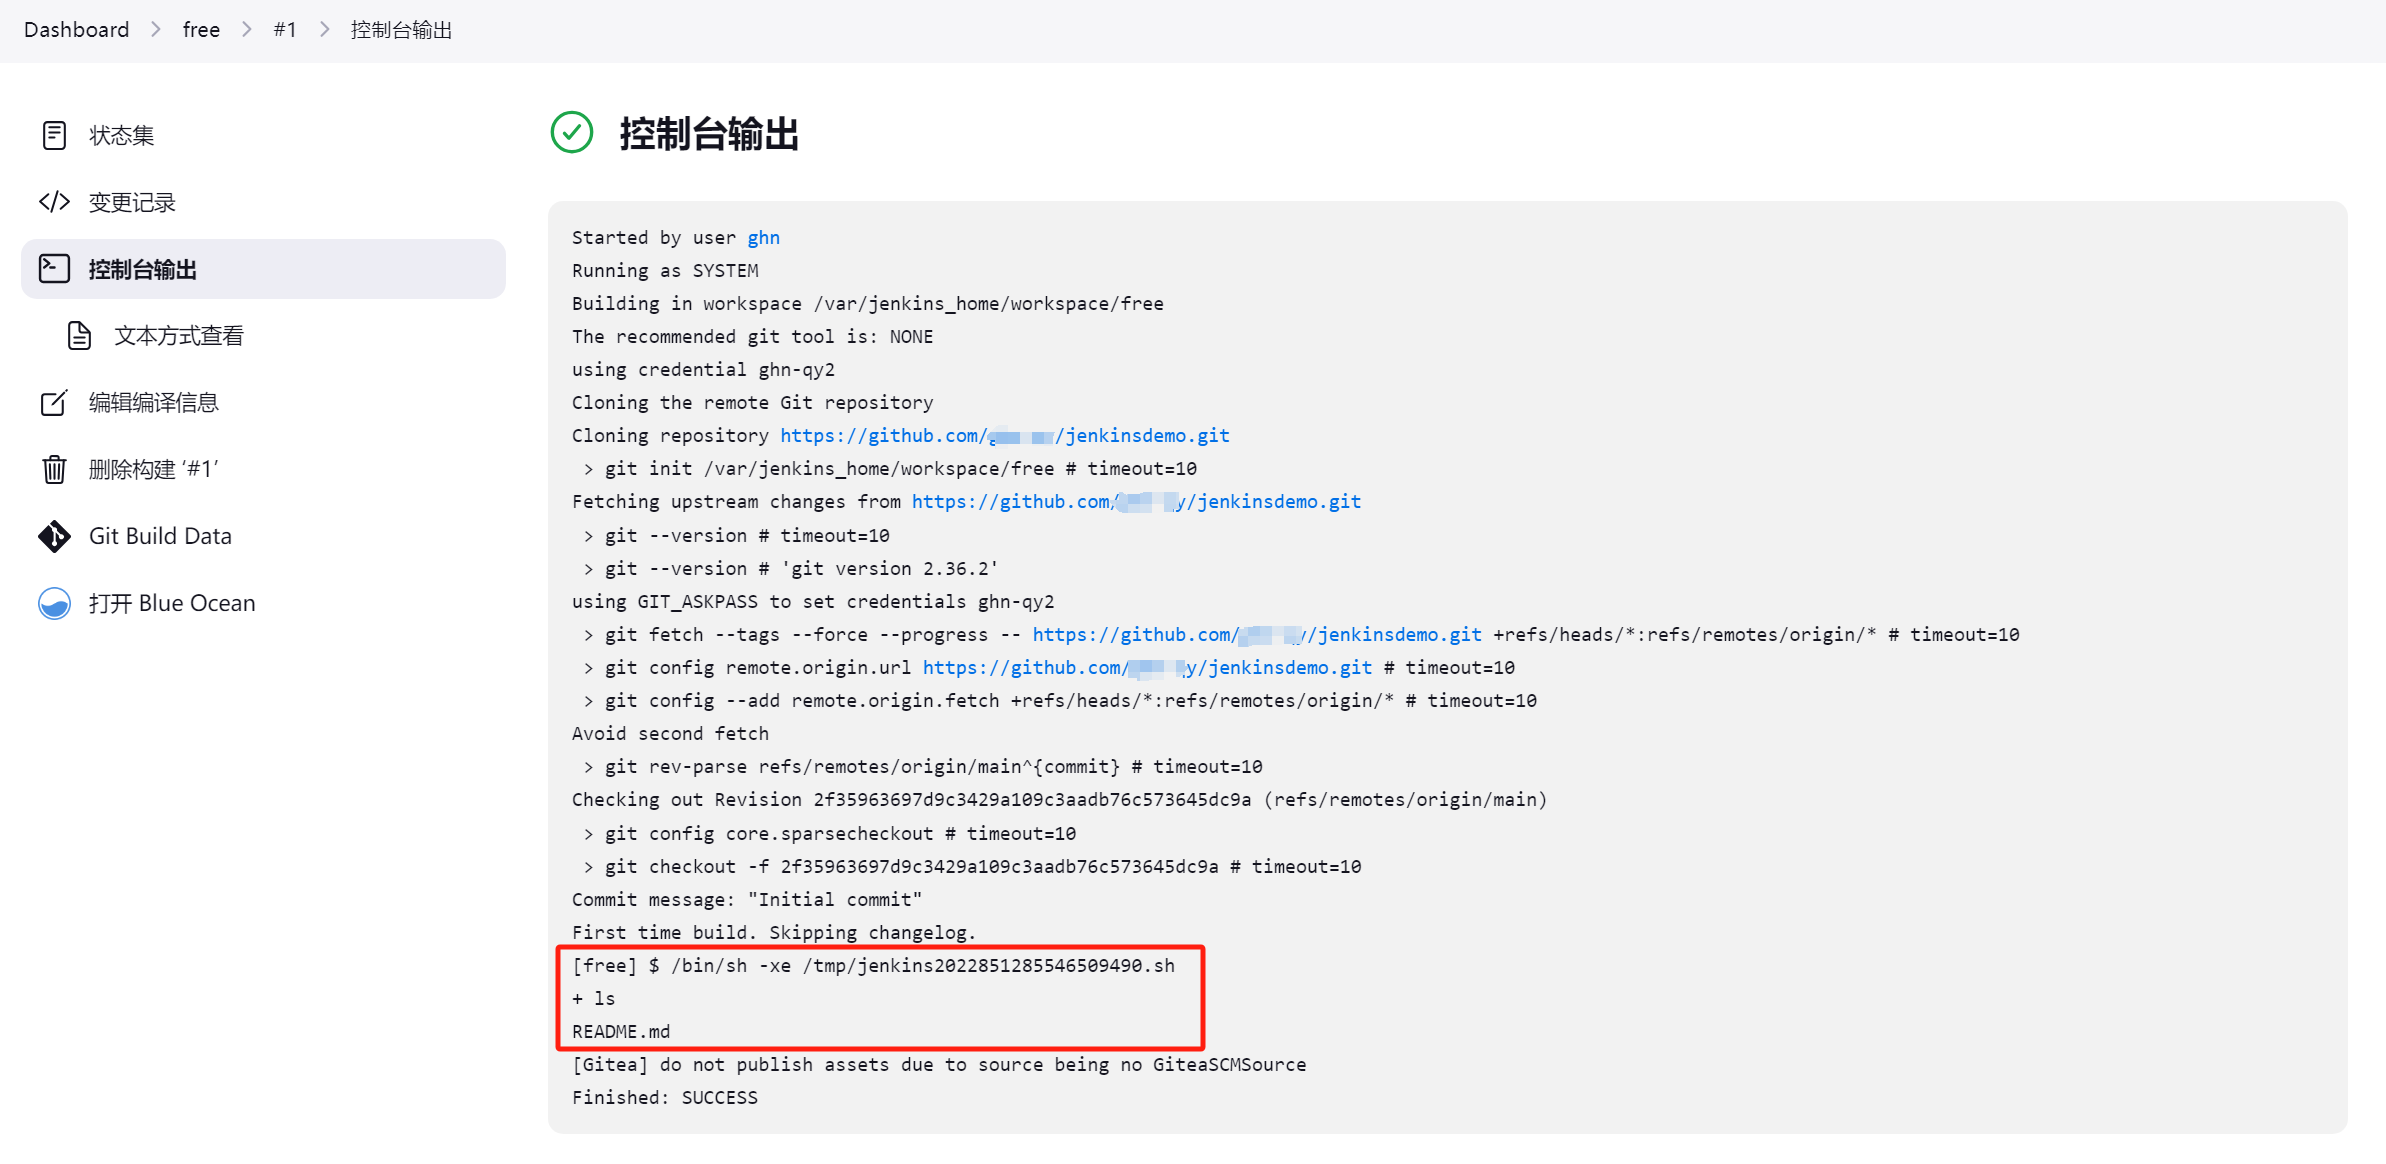 Dashboard > free > #1 > 控制台输出
状态集
变更记录
控制台输出
文本方式查看
编辑编译信息
删除构建 ‘#1’
Git Build Data
打开 Blue Ocean
控制台输出
Started by user ghn
Running as SYSTEM
Building in workspace /var/jenkins_home/workspace/free
The recommended git tool is: NONE
using credential ghn-qy2
Cloning the remote Git repository
Cloning repository https://github.com/ /jenkinsdemo.git
 > git init /var/jenkins_home/workspace/free # timeout=10
Fetching upstream changes from https://github.com/ y/jenkinsdemo.git
 > git --version # timeout=10
 > git --version # 'git version 2.36.2'
using GIT_ASKPASS to set credentials ghn-qy2
 > git fetch --tags --force --progress -- https://github.com/ /jenkinsdemo.git +refs/heads/*:refs/remotes/origin/* # timeout=10
 > git config remote.origin.url https://github.com/ y/jenkinsdemo.git # timeout=10
 > git config --add remote.origin.fetch +refs/heads/*:refs/remotes/origin/* # timeout=10
Avoid second fetch
 > git rev-parse refs/remotes/origin/main^{commit} # timeout=10
Checking out Revision 2f35963697d9c3429a109c3aadb76c573645dc9a (refs/remotes/origin/main)
 > git config core.sparsecheckout # timeout=10
 > git checkout -f 2f35963697d9c3429a109c3aadb76c573645dc9a # timeout=10
Commit message: "Initial commit"
First time build. Skipping changelog.
[free] $ /bin/sh -xe /tmp/jenkins2022851285546509490.sh
+ ls
README.md
[Gitea] do not publish assets due to source being no GiteaSCMSource
Finished: SUCCESS